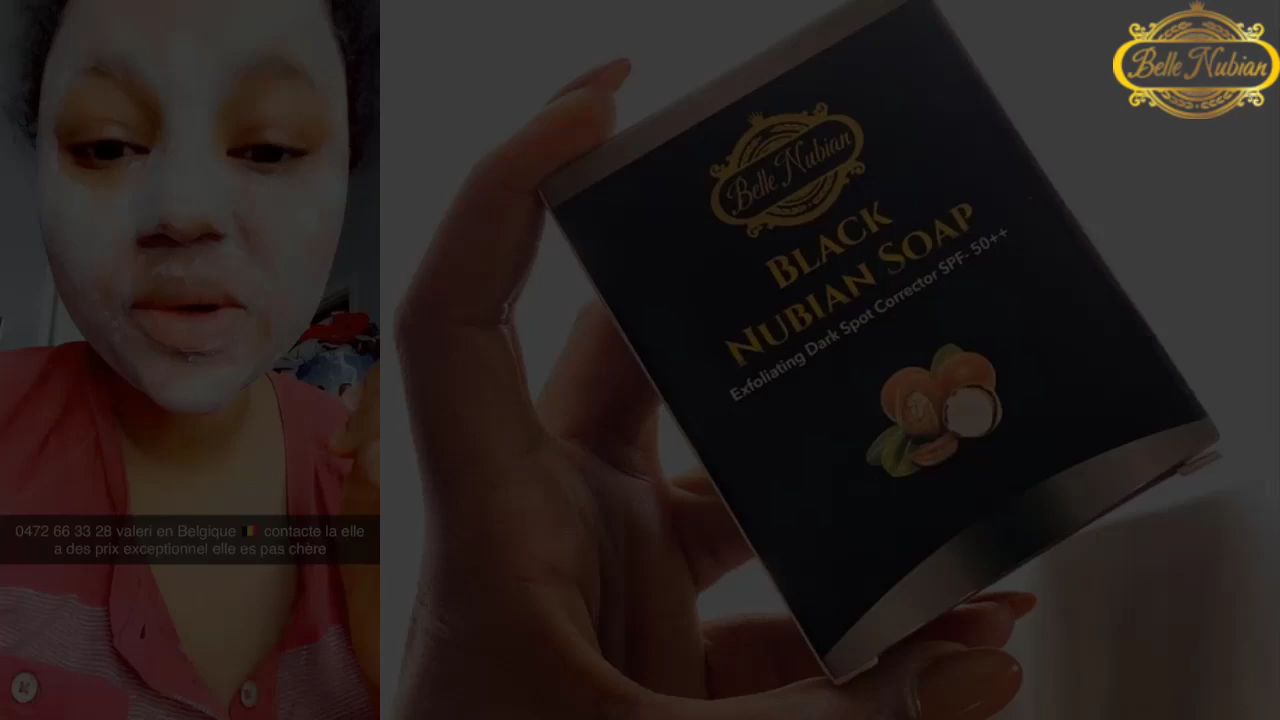 Belle Nubian
Belle Nubian
BLACK
NUBIAN SOAP
Exfoliating Dark Spot Corrector SPF- 50++
0472 66 33 28 valeri en Belgique 🇧🇪 contacte la elle
a des prix exceptionnel elle es pas chère